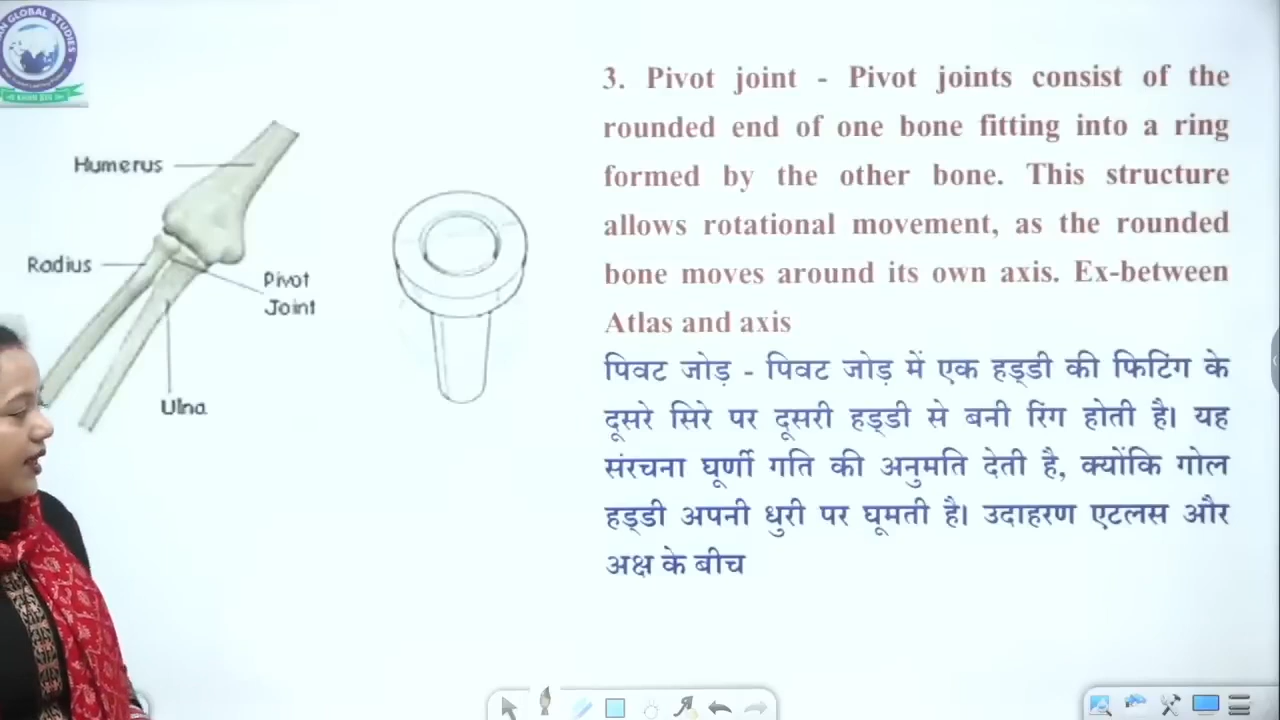 GLOBAL STUDIES
Humerus
Radius
Pivot
Joint
Ulna
3. Pivot joint - Pivot joints consist of the
rounded end of one bone fitting into a ring
formed by the other bone. This structure
allows rotational movement, as the rounded
bone moves around its own axis. Ex-between
Atlas and axis
पिवट जोड़ - पिवट जोड़ में एक हड्डी की फिटिंग के
दूसरे सिरे पर दूसरी हड्डी से बनी रिंग होती है। यह
संरचना घूर्णी गति की अनुमति देती है, क्योंकि गोल
हड्डी अपनी धुरी पर घूमती है। उदाहरण एटलस और
अक्ष के बीच